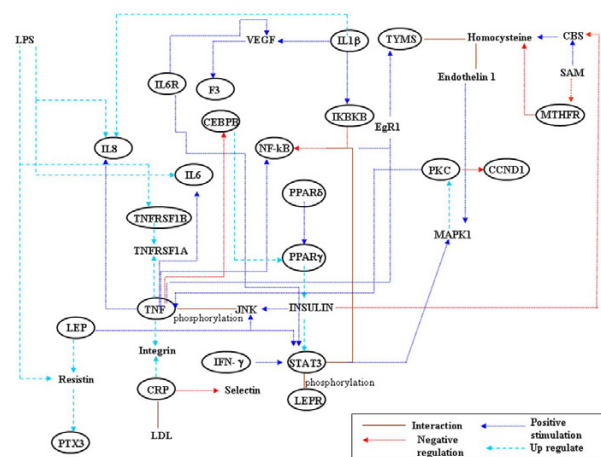 LPS
VEGF
IL1β
TYMS
Homocysteine
CBS
IL6R
F3
Endothelin 1
SAM
CEBPB
IKBKB
EgR1
MTHFR
IL8
NF-kB
IL6
PKC
CCND1
PPARδ
TNFRSF1B
MAPK1
TNFRSF1A
PPARγ
TNF
JNK
INSULIN
phosphorylation
LEP
Integrin
IFN- γ
STAT3
Resistin
phosphorylation
CRP
Selectin
LEPR
PTX3
LDL
Interaction
Positive
stimulation
Negative
regulation
Up regulate